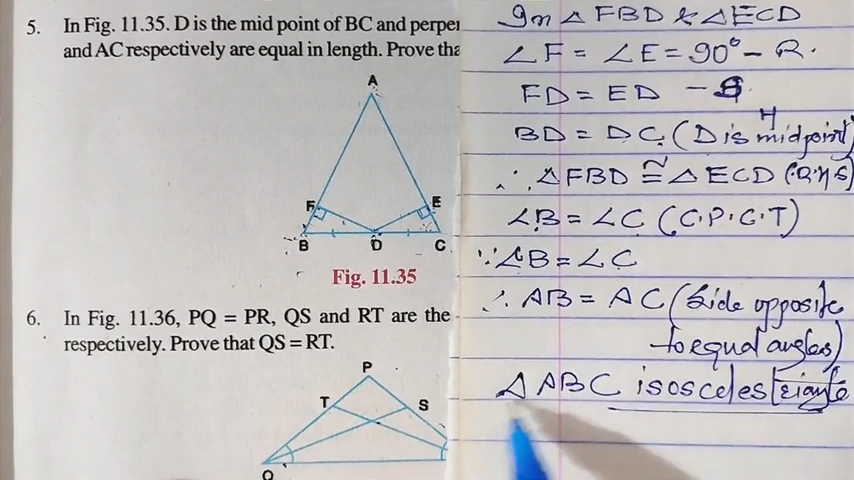 5. In Fig. 11.35. D is the mid point of BC and perpe
and AC respectively are equal in length. Prove tha
A
F
E
B
D
C
Fig. 11.35
6. In Fig. 11.36, PQ = PR, QS and RT are the
respectively. Prove that QS = RT.
P
T
S
Q
In △ FBD & △ ECD
∠F = ∠E = 90° - R.
FD = ED - S
H
BD = DC (D is midpoint)
∴ △FBD ≅ △ECD (R.H.S)
∠B = ∠C (C.P.C.T)
∵ ∠B = ∠C
∴ AB = AC (Side opposite
to equal angles)
△ ABC isosceles triangle